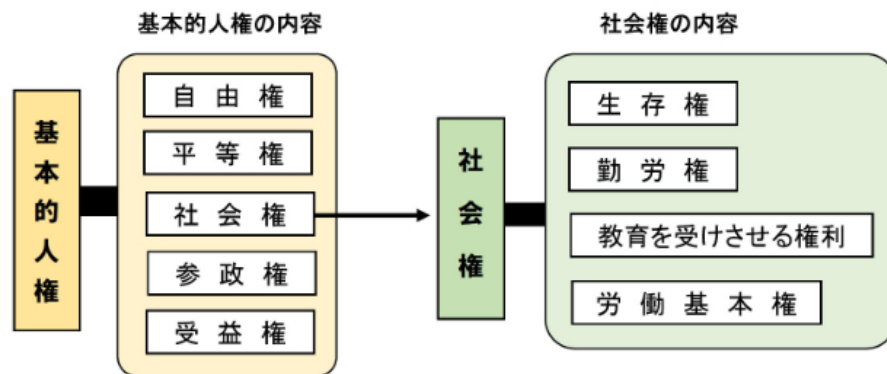 基本的人権の内容
基本的人権
自由権
平等権
社会権
参政権
受益権
社会権の内容
社会権
生存権
勤労権
教育を受けさせる権利
労働基本権